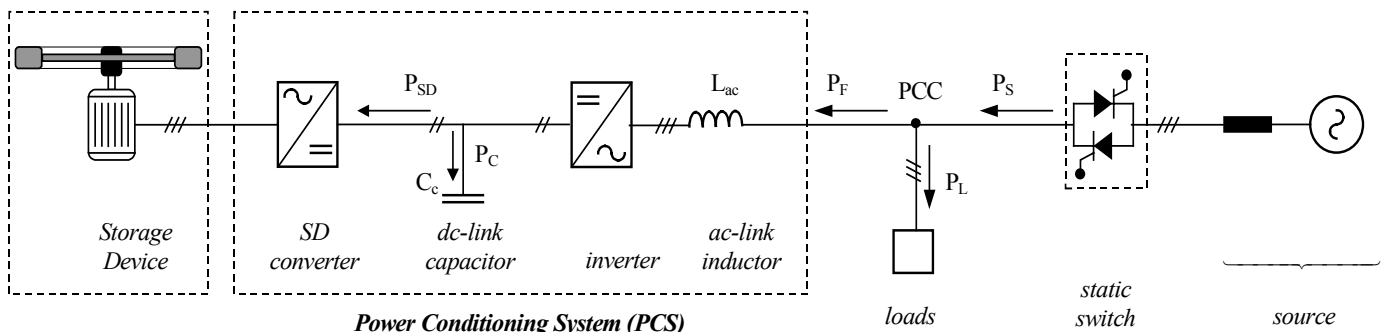 P_SD
P_C
C_c
L_ac
P_F
PCC
P_S
P_L
Storage
Device
SD
converter
dc-link
capacitor
inverter
ac-link
inductor
loads
static
switch
source
Power Conditioning System (PCS)